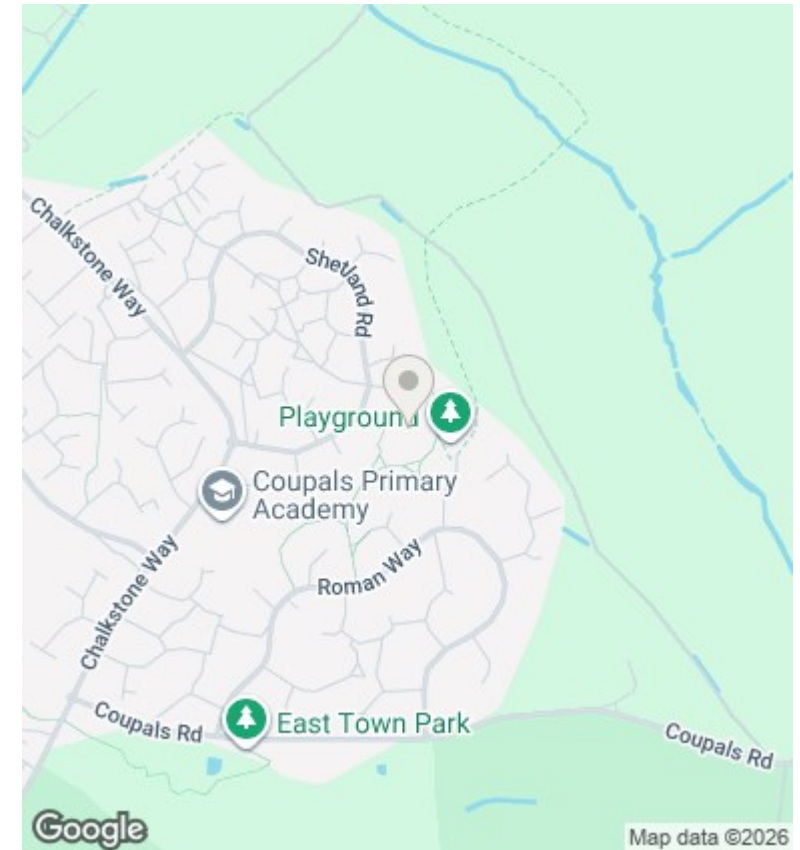 Chalkstone Way
Shetland Rd
Playground
Coupals Primary
Academy
Roman Way
Chalkstone Way
East Town Park
Coupals Rd
Coupals Rd
Google
Map data ©2026